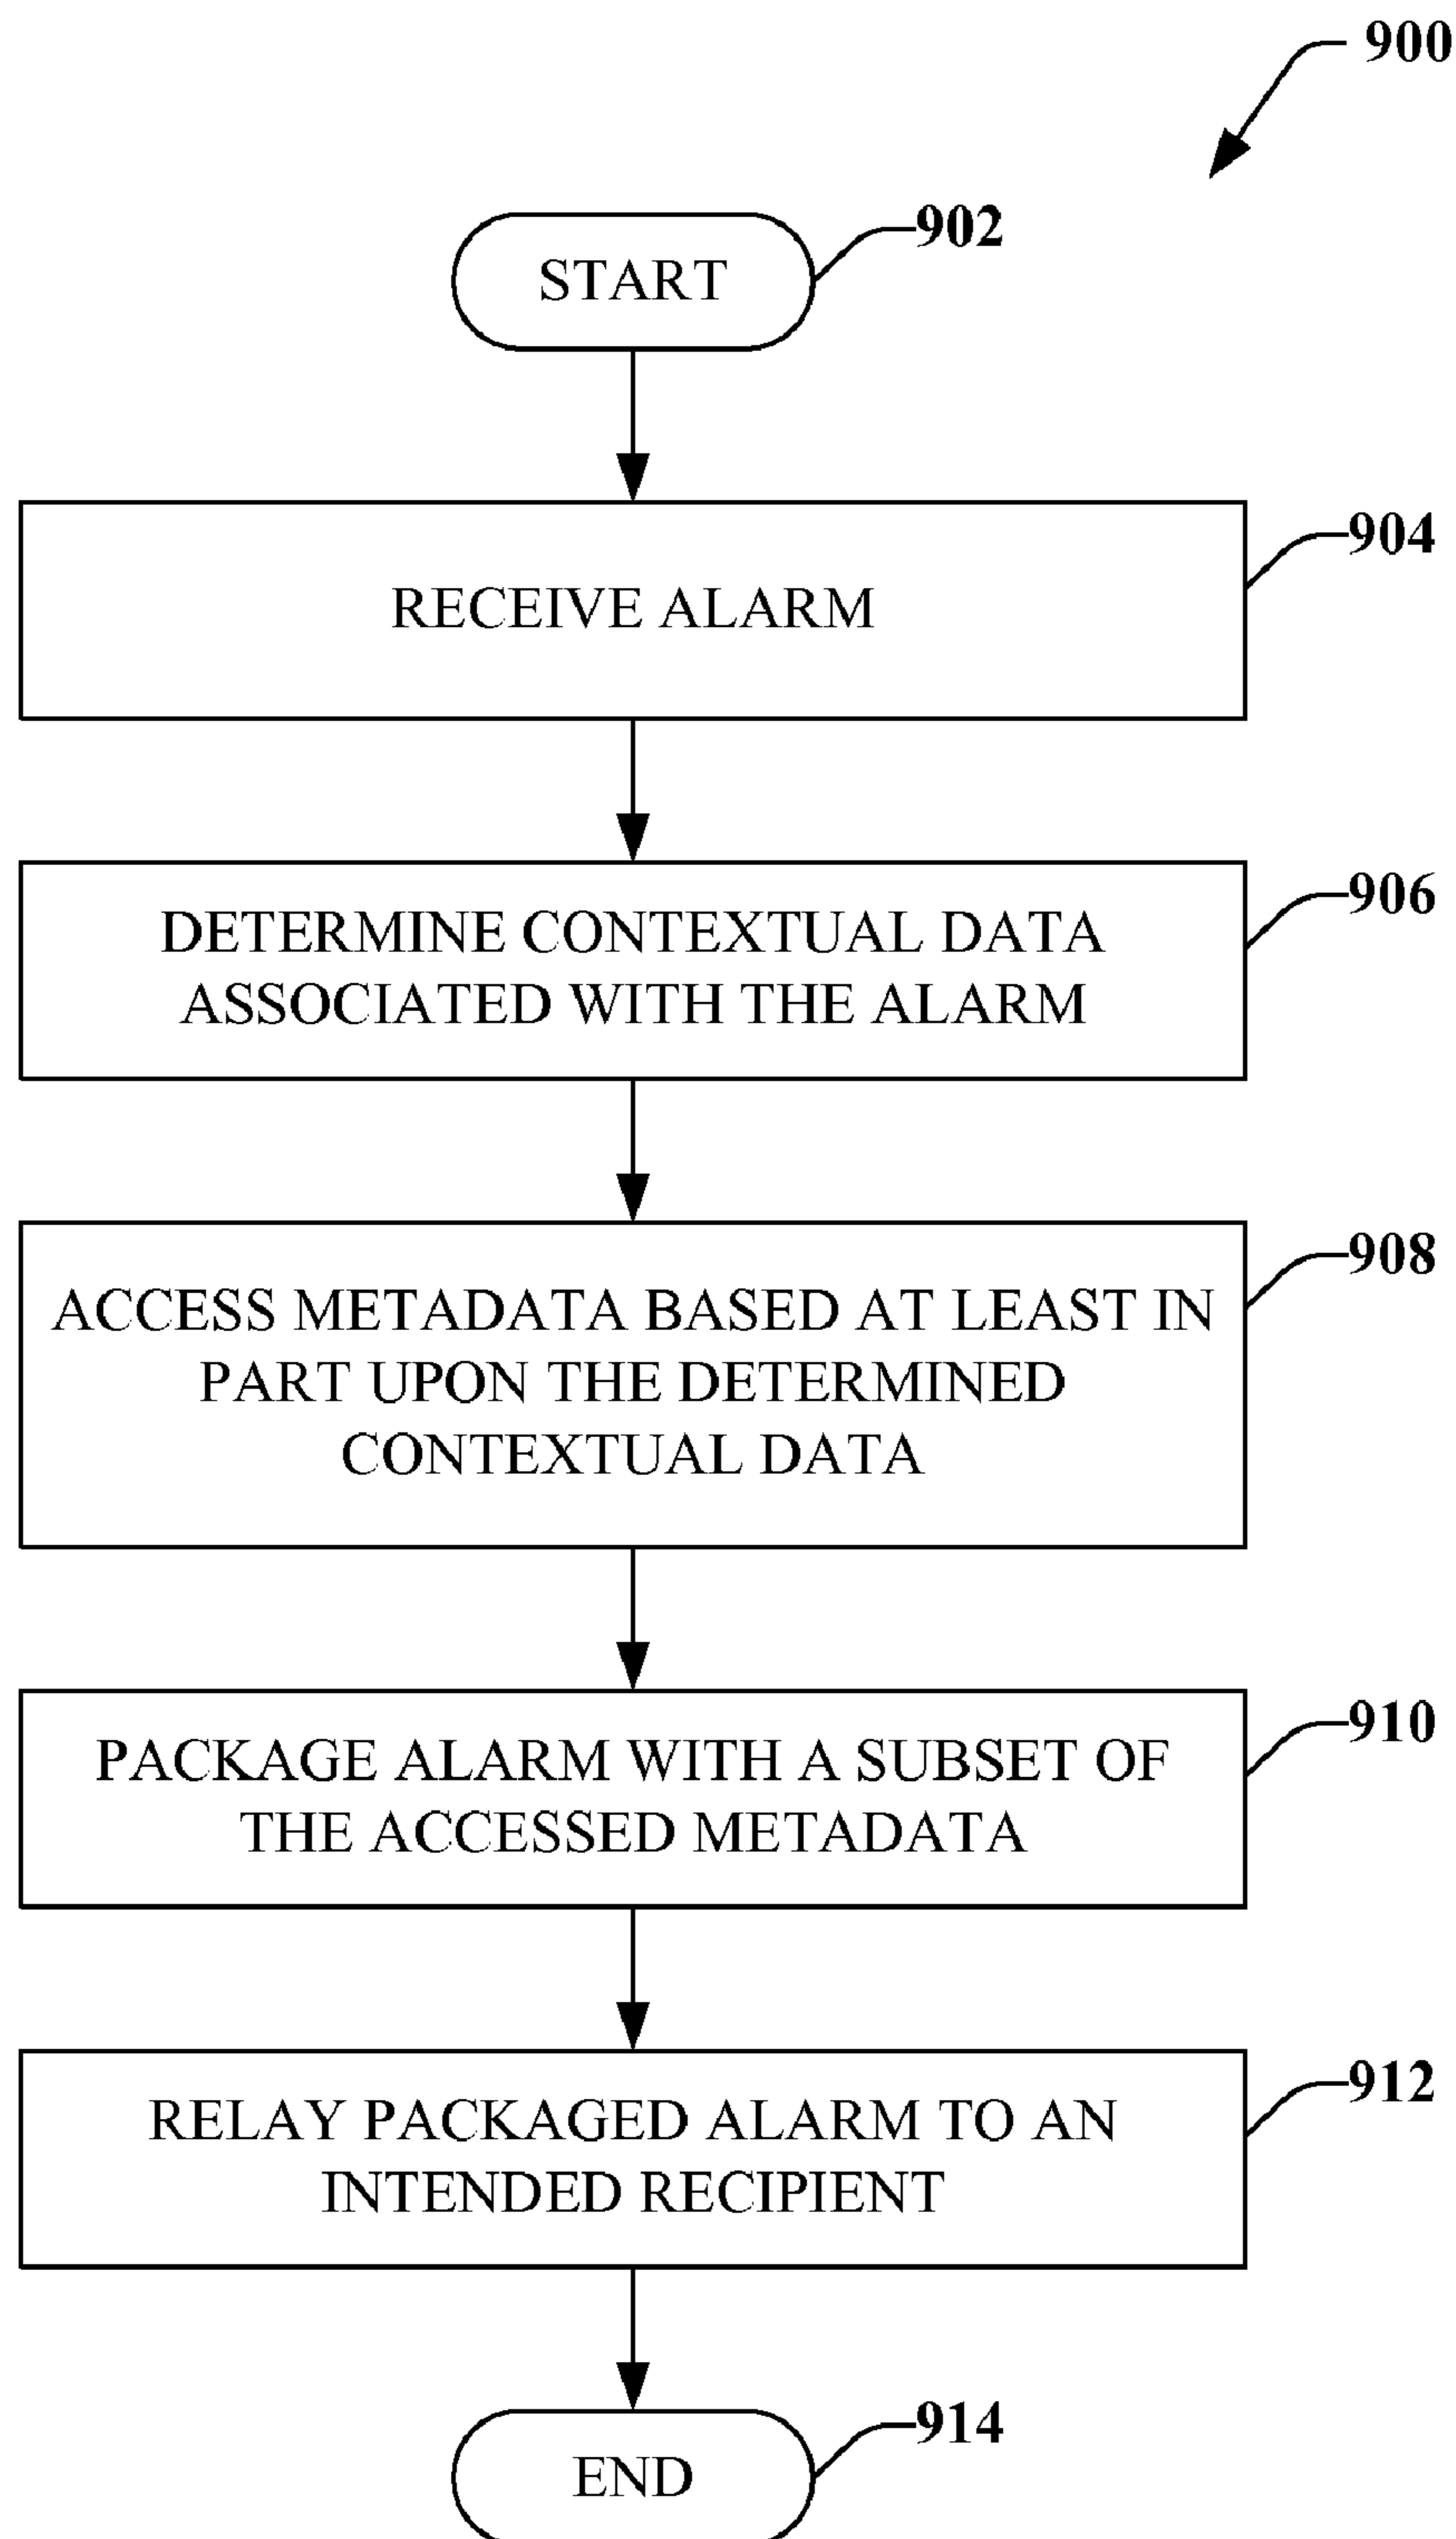 900
902
START
904
RECEIVE ALARM
906
DETERMINE CONTEXTUAL DATA
ASSOCIATED WITH THE ALARM
908
ACCESS METADATA BASED AT LEAST IN
PART UPON THE DETERMINED
CONTEXTUAL DATA
910
PACKAGE ALARM WITH A SUBSET OF
THE ACCESSED METADATA
912
RELAY PACKAGED ALARM TO AN
INTENDED RECIPIENT
914
END